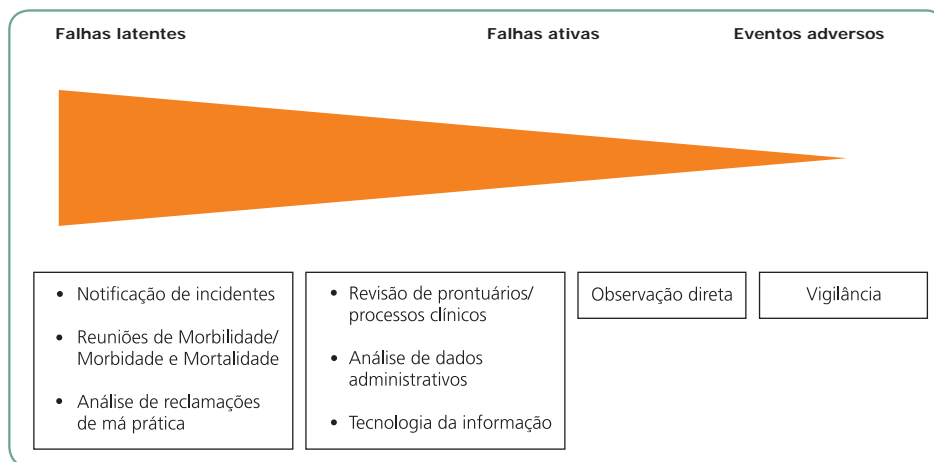 Falhas latentes
Falhas ativas
Eventos adversos
• Notificação de incidentes
• Reuniões de Morbilidade/
Morbidade e Mortalidade
• Análise de reclamações
de má prática
• Revisão de prontuários/
processos clínicos
• Análise de dados
administrativos
• Tecnologia da informação
Observação direta
Vigilância